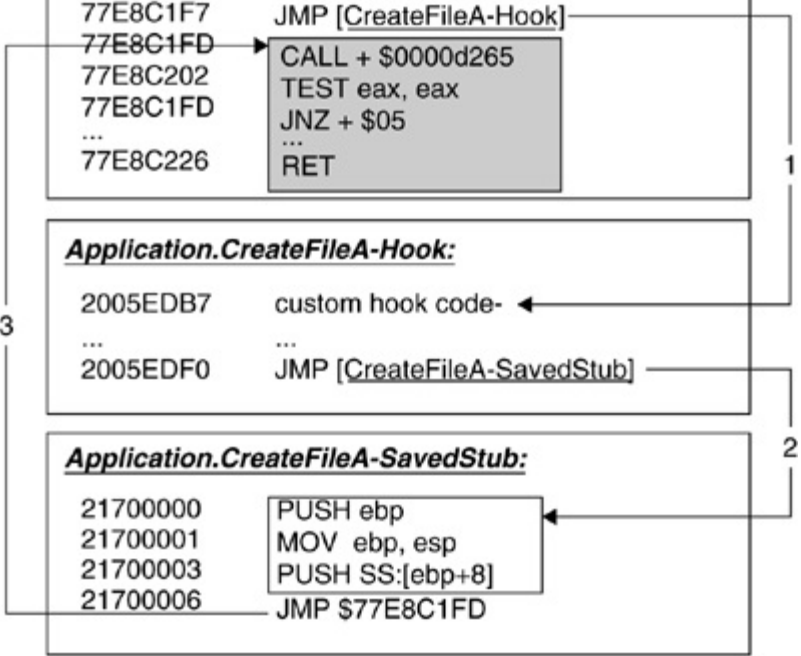 77E8C1F7 JMP [CreateFileA-Hook]
77E8C1FD CALL + $0000d265
77E8C202 TEST eax, eax
77E8C1FD JNZ + $05
... ...
77E8C226 RET
1
Application.CreateFileA-Hook:
2005EDB7 custom hook code-
3
... ...
2005EDF0 JMP [CreateFileA-SavedStub]
2
Application.CreateFileA-SavedStub:
21700000 PUSH ebp
21700001 MOV ebp, esp
21700003 PUSH SS:[ebp+8]
21700006 JMP $77E8C1FD